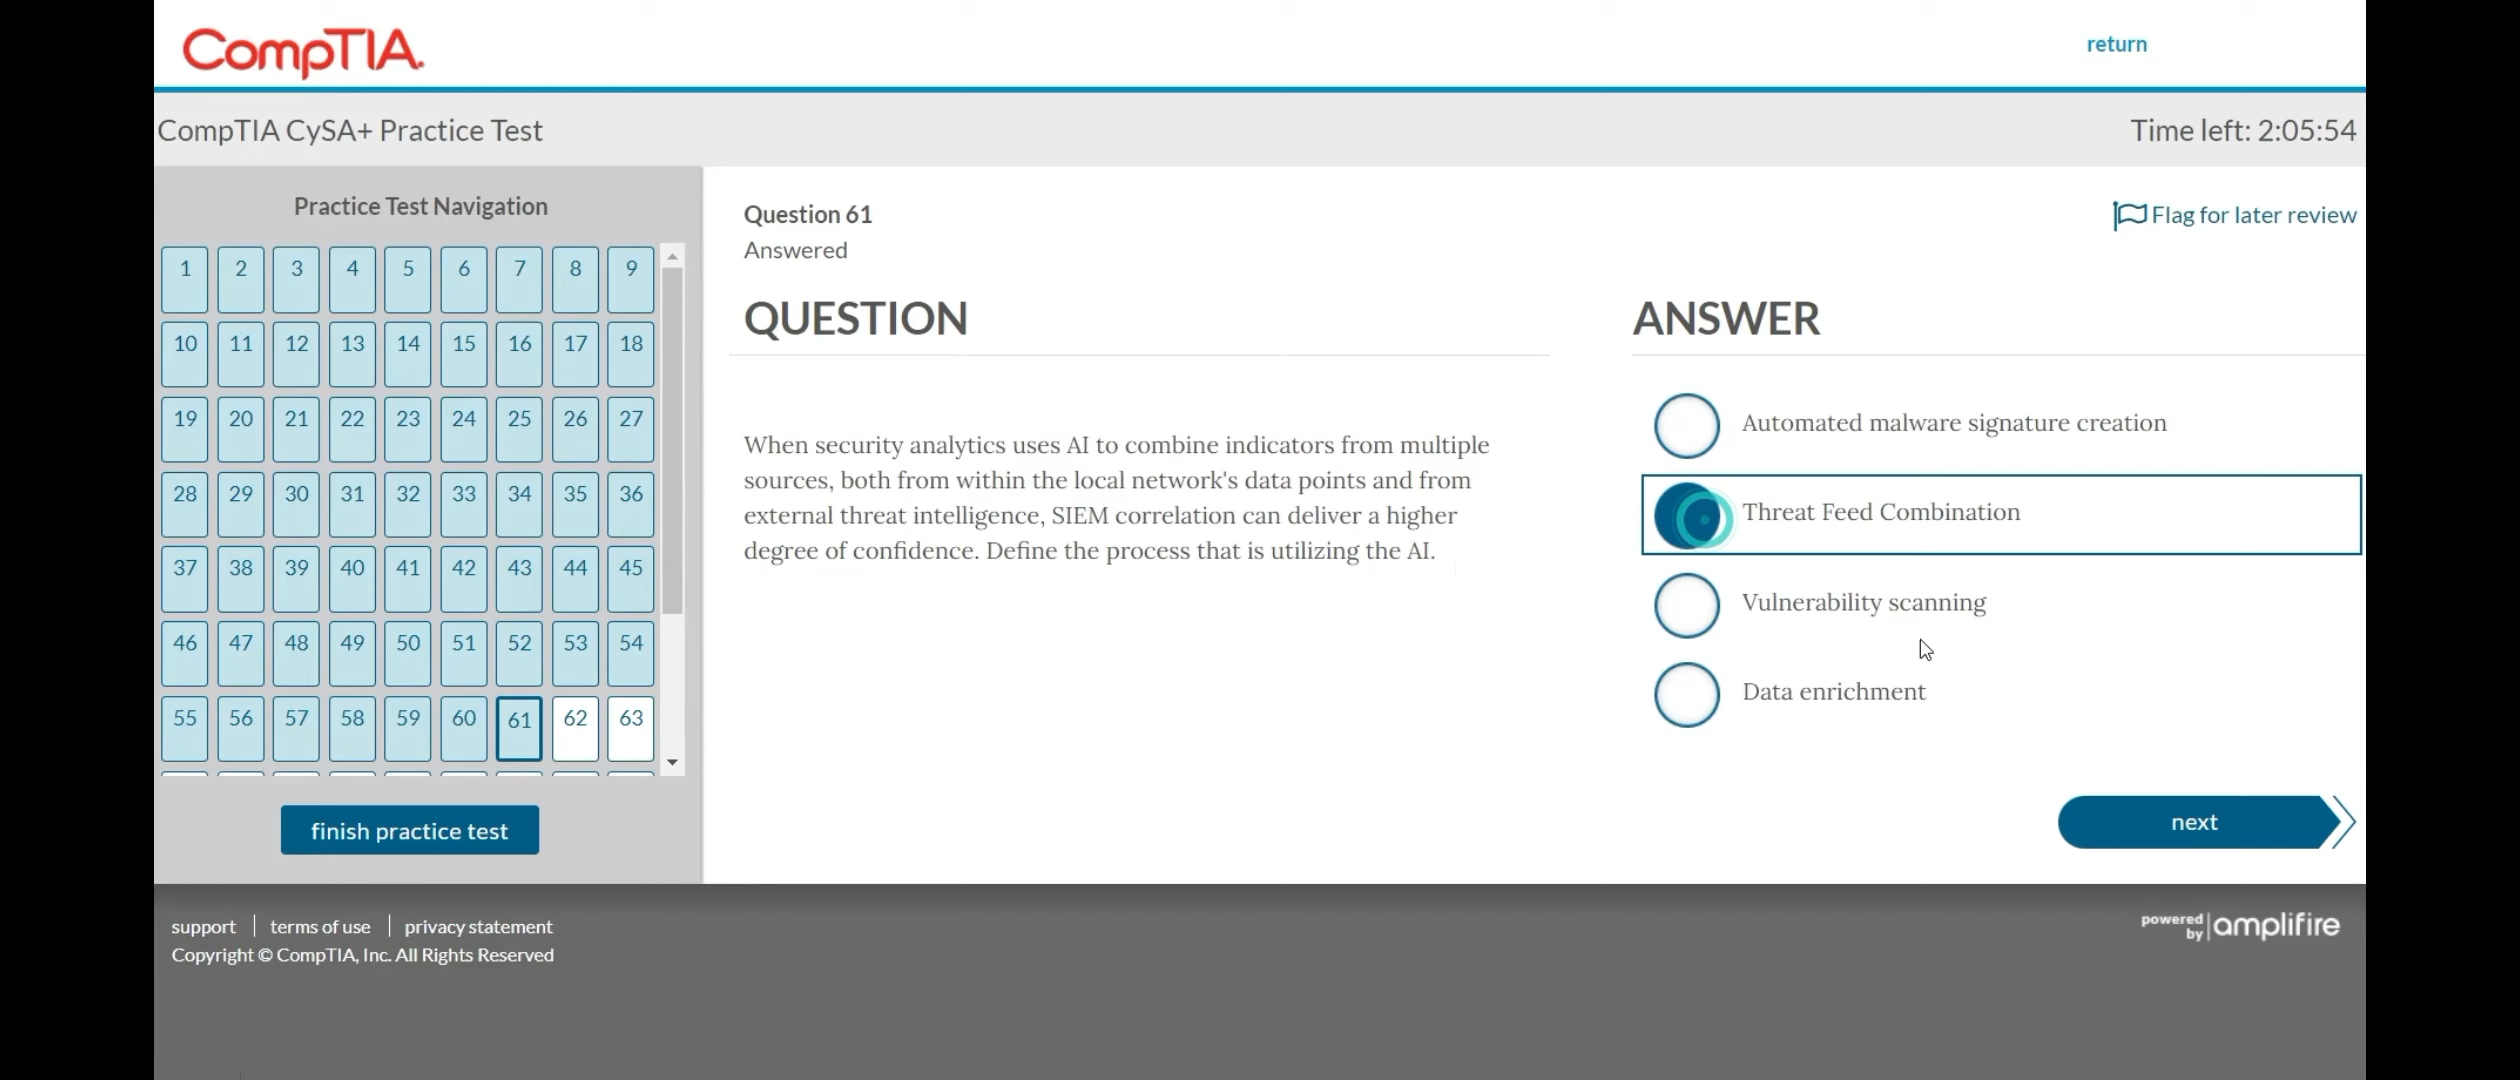 CompTIA.
return
CompTIA CySA+ Practice Test
Time left: 2:05:54
Practice Test Navigation
1 2 3 4 5 6 7 8 9
10 11 12 13 14 15 16 17 18
19 20 21 22 23 24 25 26 27
28 29 30 31 32 33 34 35 36
37 38 39 40 41 42 43 44 45
46 47 48 49 50 51 52 53 54
55 56 57 58 59 60 61 62 63
finish practice test
Question 61
Answered
Flag for later review
QUESTION
When security analytics uses AI to combine indicators from multiple
sources, both from within the local network's data points and from
external threat intelligence, SIEM correlation can deliver a higher
degree of confidence. Define the process that is utilizing the AI.
ANSWER
Automated malware signature creation
Threat Feed Combination
Vulnerability scanning
Data enrichment
next
support | terms of use | privacy statement
Copyright © CompTIA, Inc. All Rights Reserved
powered by amplifire